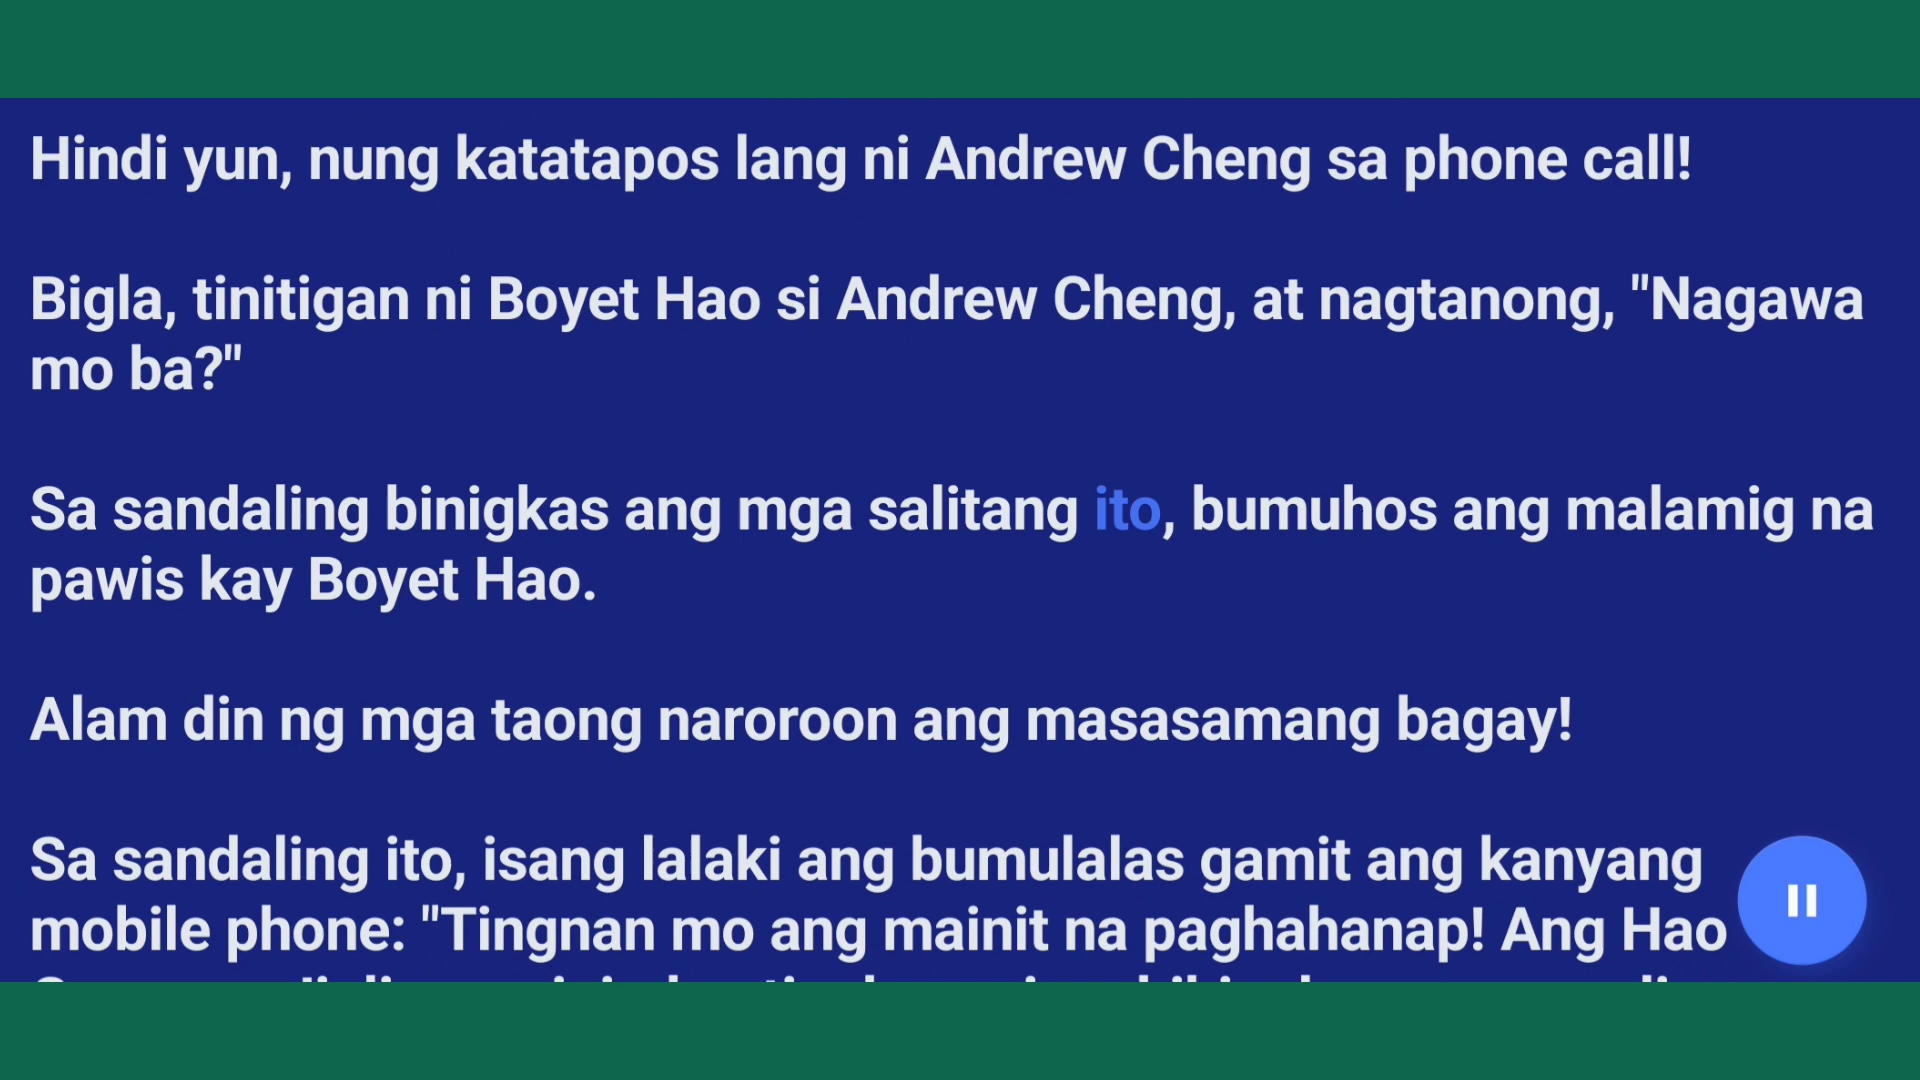 Hindi yun, nung katatapos lang ni Andrew Cheng sa phone call!
Bigla, tinitigan ni Boyet Hao si Andrew Cheng, at nagtanong, "Nagawa
mo ba?"
Sa sandaling binigkas ang mga salitang ito, bumuhos ang malamig na
pawis kay Boyet Hao.
Alam din ng mga taong naroroon ang masasamang bagay!
Sa sandaling ito, isang lalaki ang bumulalas gamit ang kanyang
mobile phone: "Tingnan mo ang mainit na paghahanap! Ang Hao